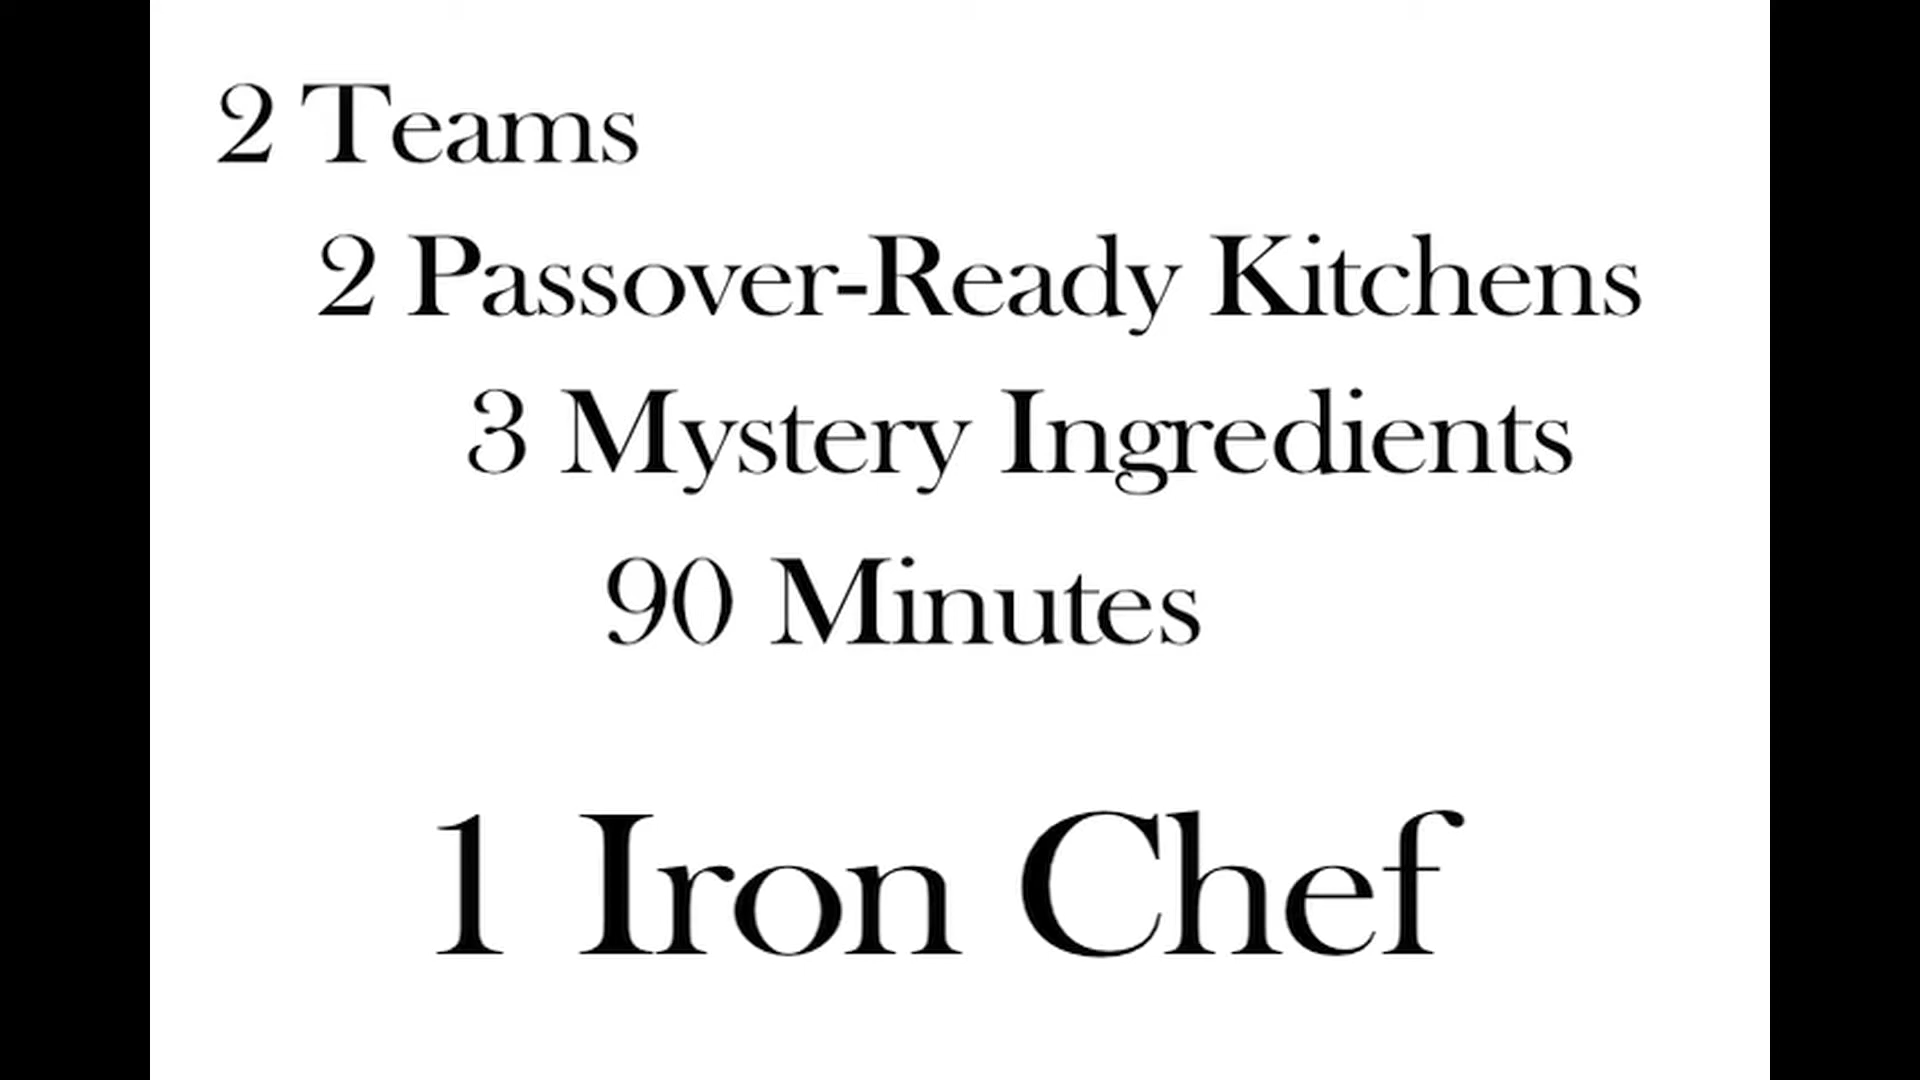 2 Teams
2 Passover-Ready Kitchens
3 Mystery Ingredients
90 Minutes
1 Iron Chef